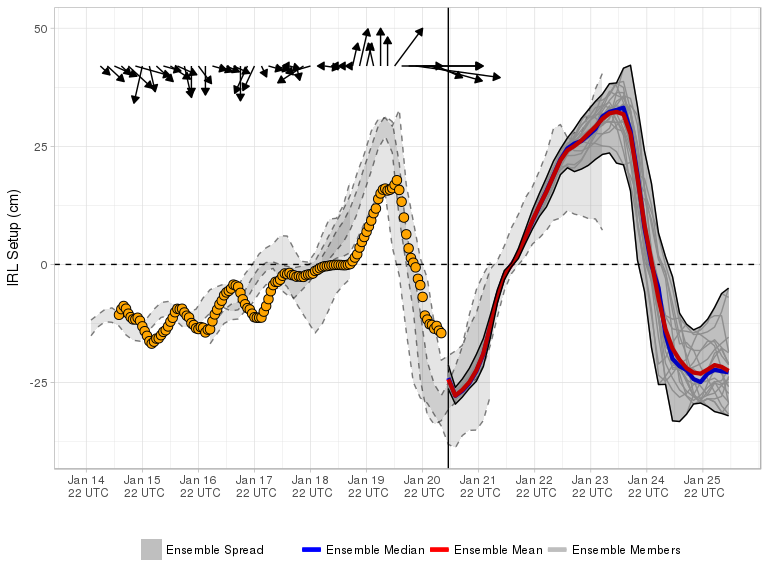 IRL Setup (cm)
50
25
0
-25
Jan 14 Jan 15 Jan 16 Jan 17 Jan 18 Jan 19 Jan 20 Jan 21 Jan 22 Jan 23 Jan 24 Jan 25
22 UTC 22 UTC 22 UTC 22 UTC 22 UTC 22 UTC 22 UTC 22 UTC 22 UTC 22 UTC 22 UTC 22 UTC
Ensemble Spread Ensemble Median Ensemble Mean Ensemble Members